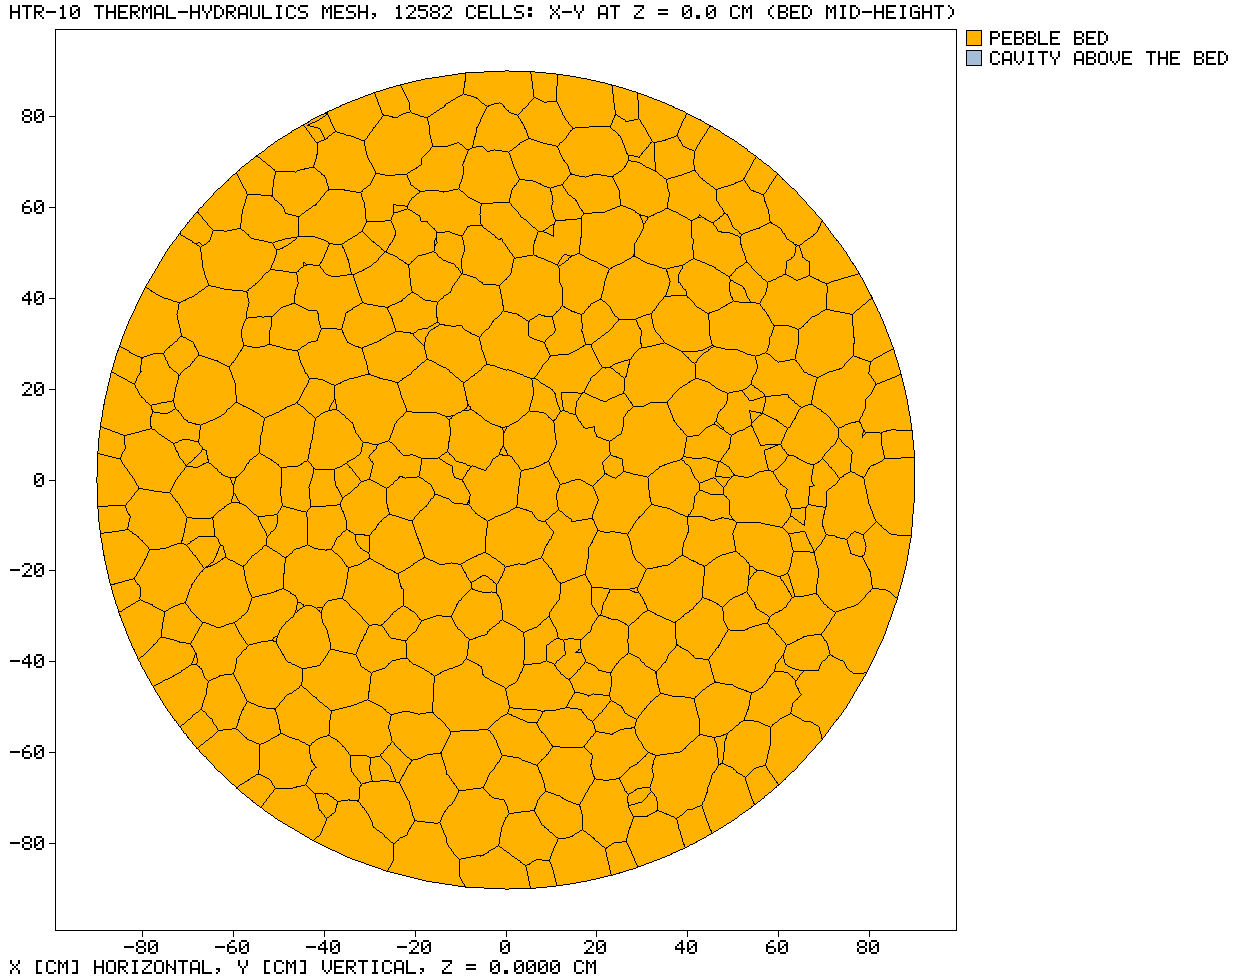 HTR-10 THERMAL-HYDRAULICS MESH, 12582 CELLS: X-Y AT Z = 0.0 CM (BED MID-HEIGHT)
PEBBLE BED
CAVITY ABOVE THE BED
80
60
40
20
0
-20
-40
-60
-80
-80 -60 -40 -20 0 20 40 60 80
X [CM] HORIZONTAL, Y [CM] VERTICAL, Z = 0.0000 CM